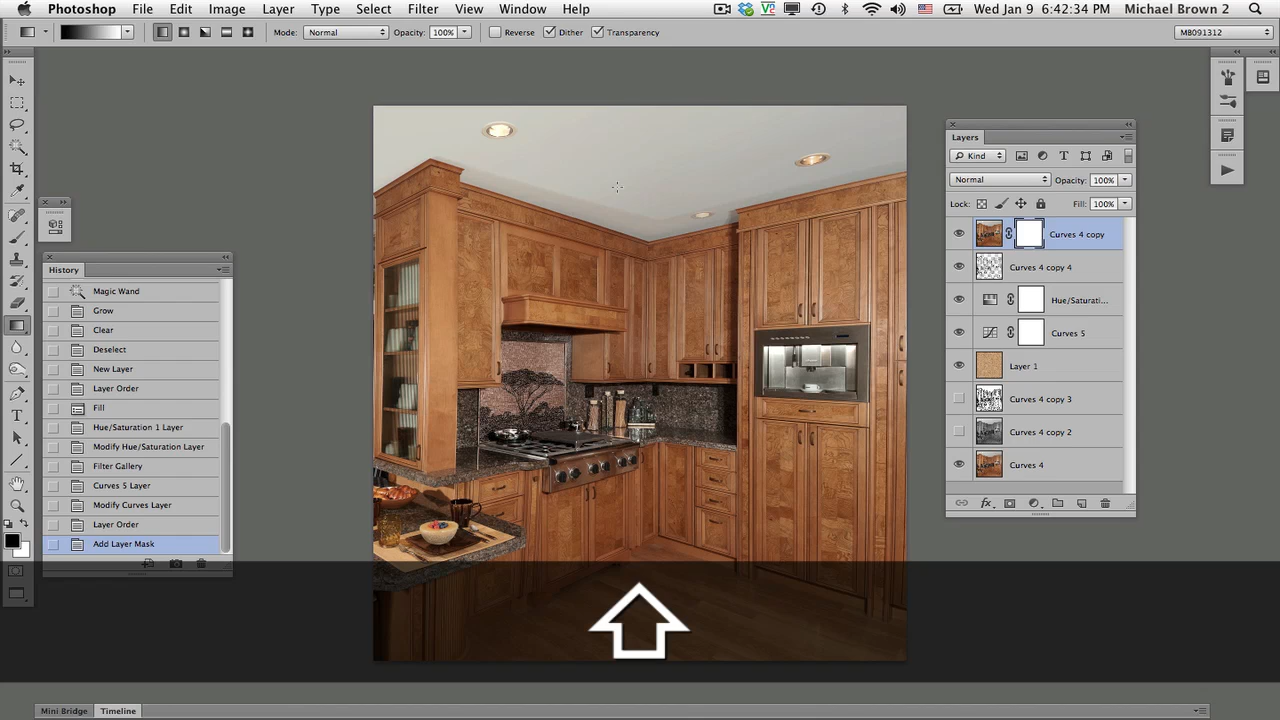 Photoshop File Edit Image Layer Type Select Filter View Window Help Wed Jan 9 6:42:34 PM Michael Brown 2
Mode: Normal Opacity: 100% Reverse Dither Transparency MB091312
History
Magic Wand
Grow
Clear
Deselect
New Layer
Layer Order
Fill
Hue/Saturation 1 Layer
Modify Hue/Saturation Layer
Filter Gallery
Curves 5 Layer
Modify Curves Layer
Layer Order
Add Layer Mask
Layers
Kind
Normal Opacity: 100%
Lock: Fill: 100%
Curves 4 copy
Curves 4 copy 4
Hue/Saturati...
Curves 5
Layer 1
Curves 4 copy 3
Curves 4 copy 2
Curves 4
Mini Bridge Timeline